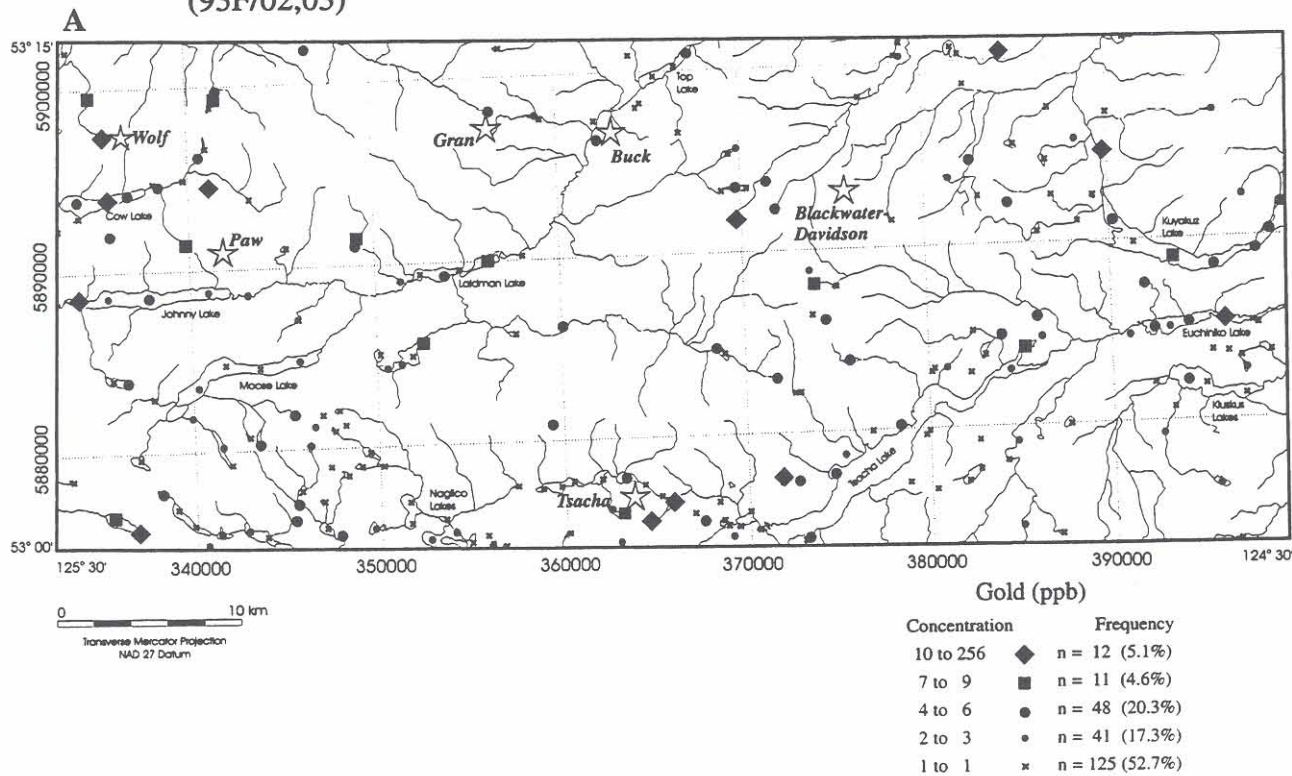 (93F/02,03)
A
53° 15'
5900000
Top
Lake
Wolf
Gran
Buck
Cow Lake
Paw
Blackwater-
Davidson
Kuyakuz
Lake
5890000
Laidman Lake
Johnny Lake
Euchiniko Lake
Moose Lake
Kluskus
Lakes
5880000
Tsacha Lake
Naglico
Lakes
Tsacha
53° 00'
125° 30'
340000
350000
360000
370000
380000
390000
124° 30'
0
10 km
Transverse Mercator Projection
NAD 27 Datum
Gold (ppb)
Concentration Frequency
10 to 256 n = 12 (5.1%)
7 to 9 n = 11 (4.6%)
4 to 6 n = 48 (20.3%)
2 to 3 n = 41 (17.3%)
1 to 1 n = 125 (52.7%)